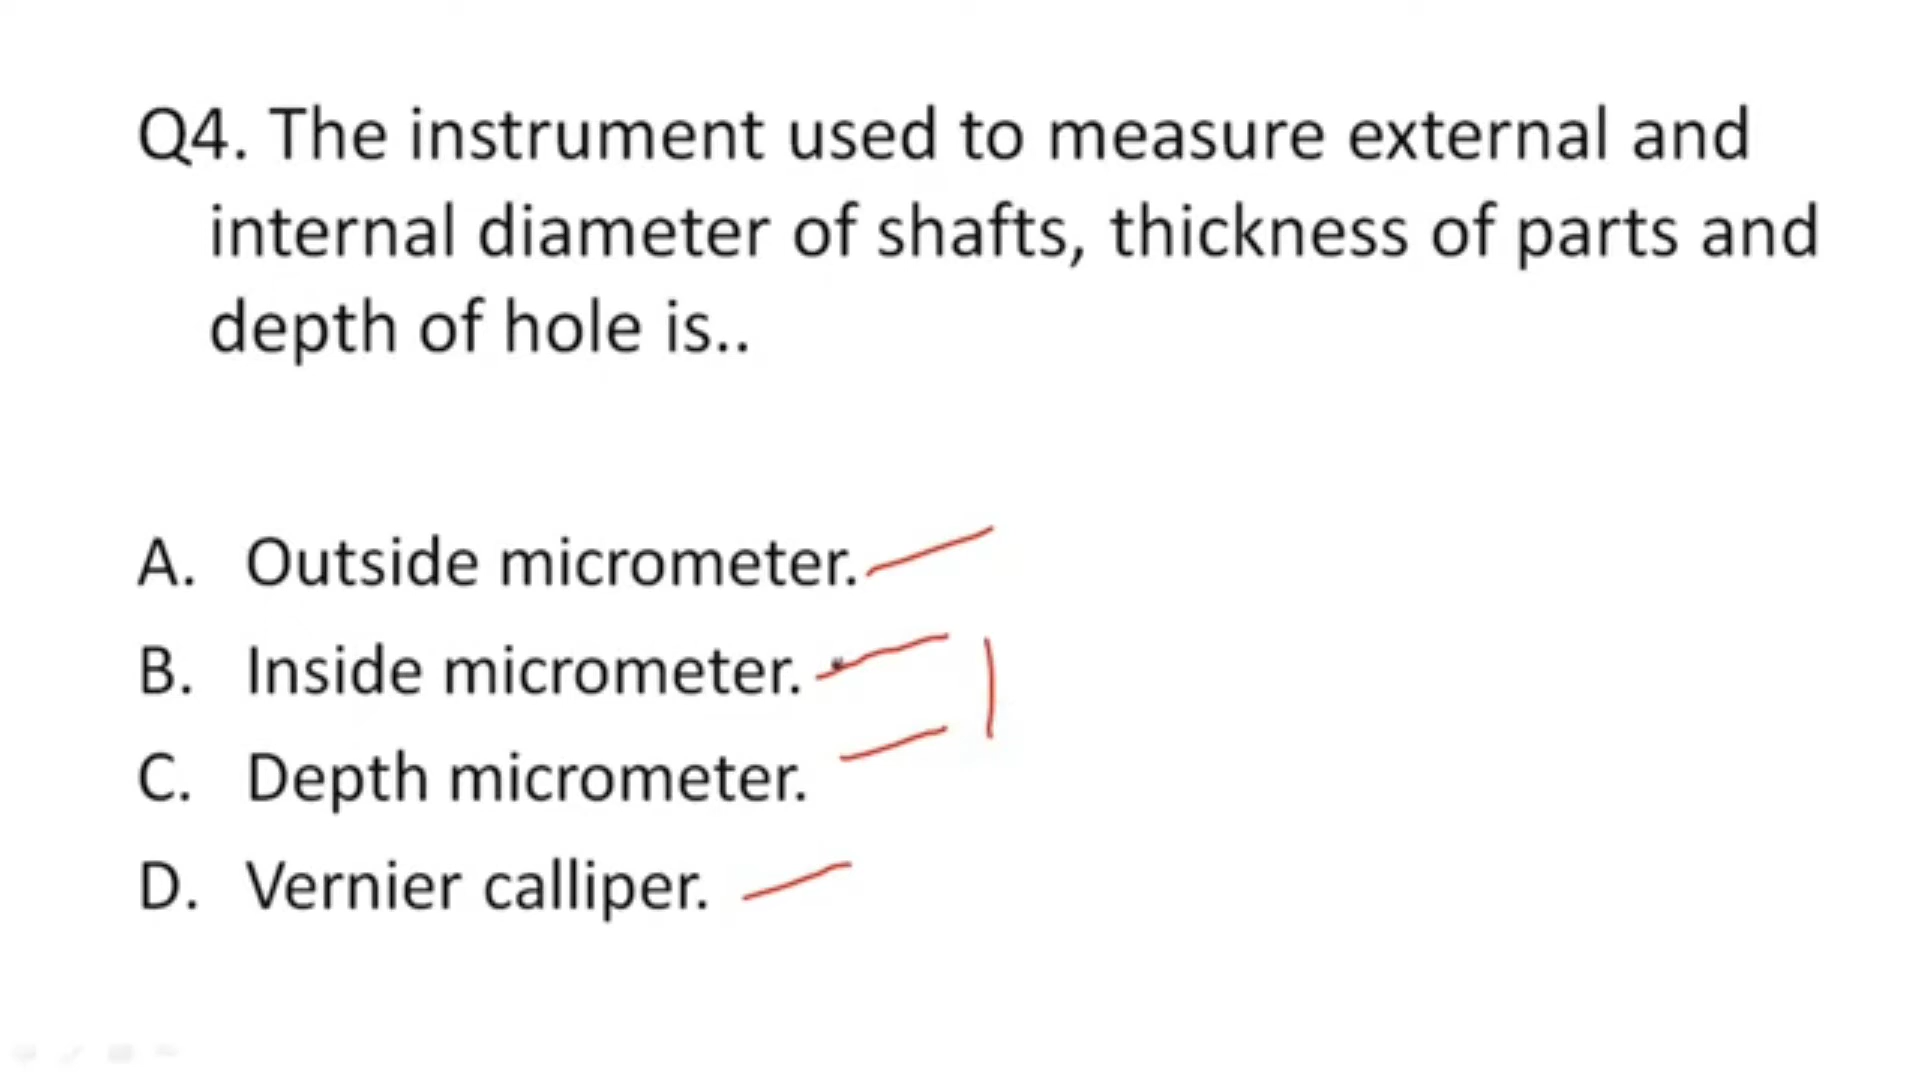 Q4. The instrument used to measure external and
internal diameter of shafts, thickness of parts and
depth of hole is..
A. Outside micrometer.
B. Inside micrometer.
C. Depth micrometer.
D. Vernier calliper.